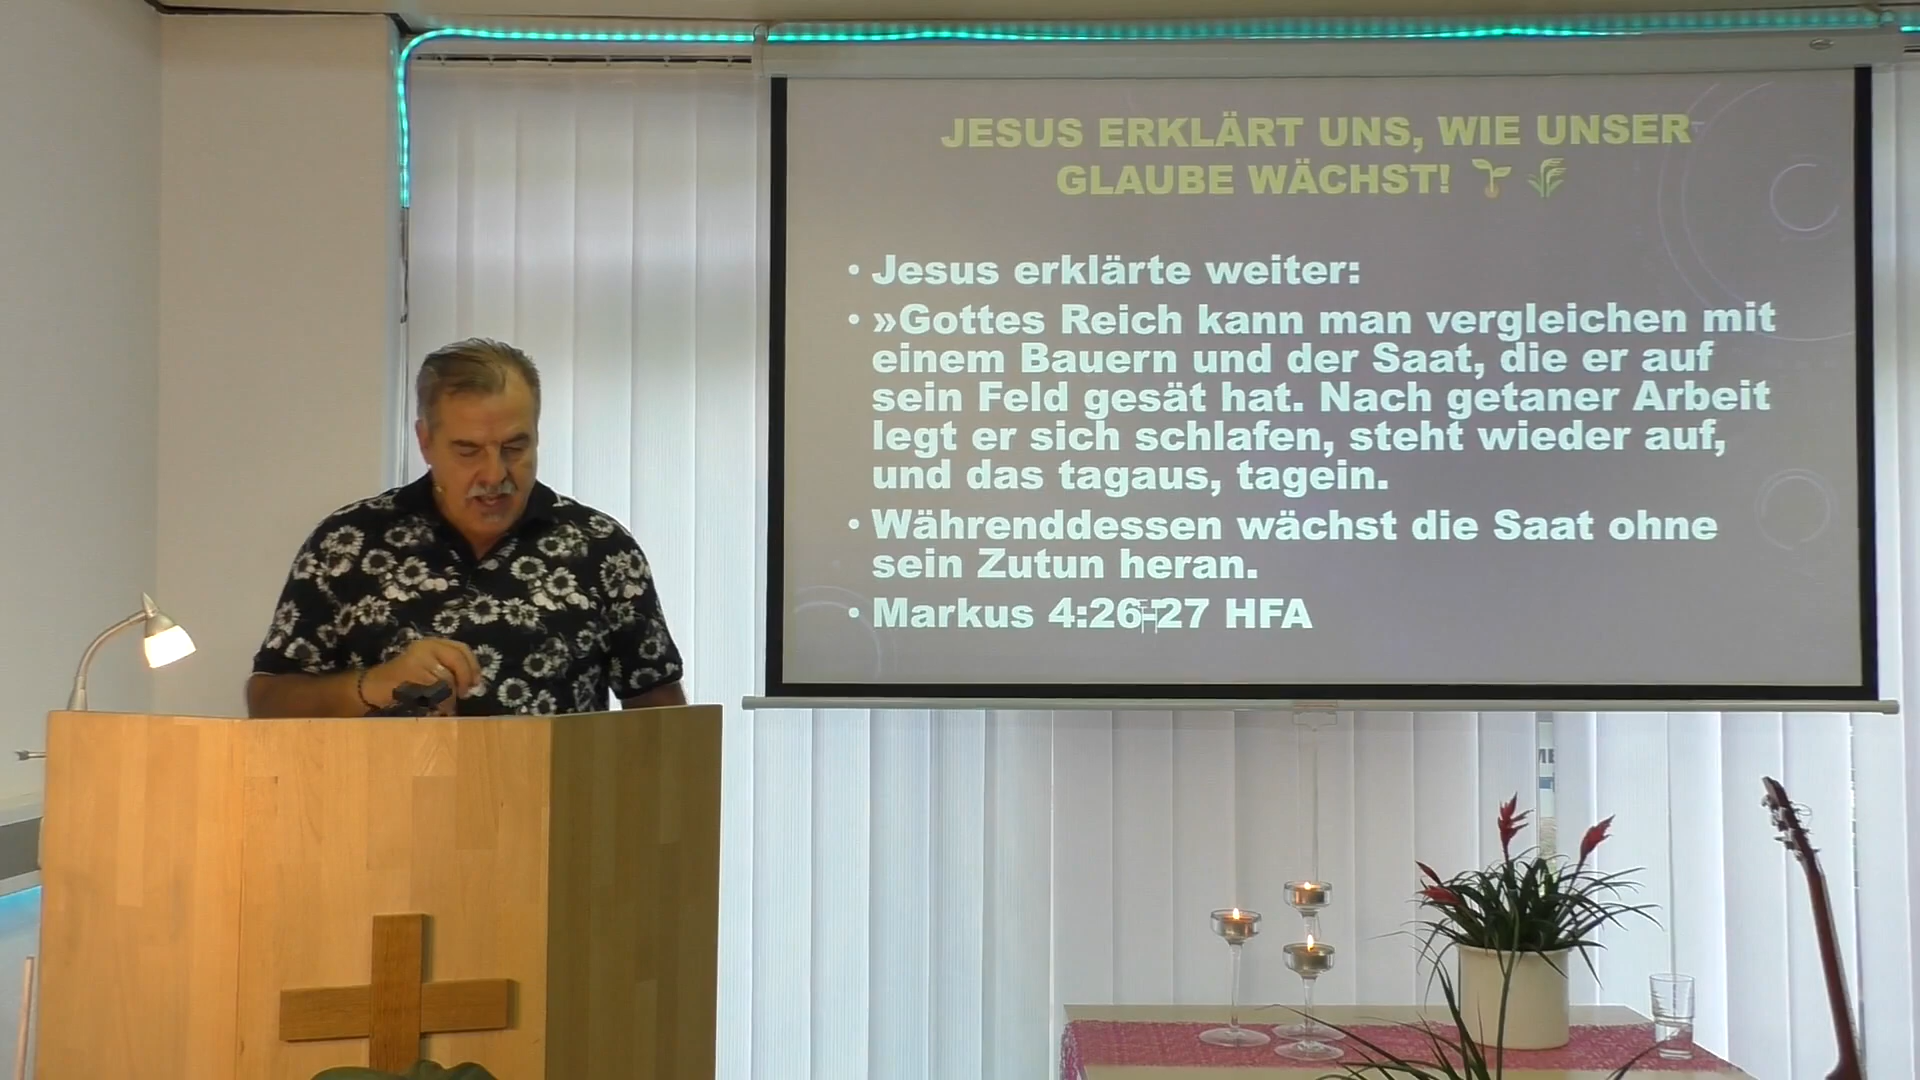 JESUS ERKLÄRT UNS, WIE UNSER
GLAUBE WÄCHST! 🌱🌾
• Jesus erklärte weiter:
• »Gottes Reich kann man vergleichen mit
einem Bauern und der Saat, die er auf
sein Feld gesät hat. Nach getaner Arbeit
legt er sich schlafen, steht wieder auf,
und das tagaus, tagein.
• Währenddessen wächst die Saat ohne
sein Zutun heran.
• Markus 4:26-27 HFA